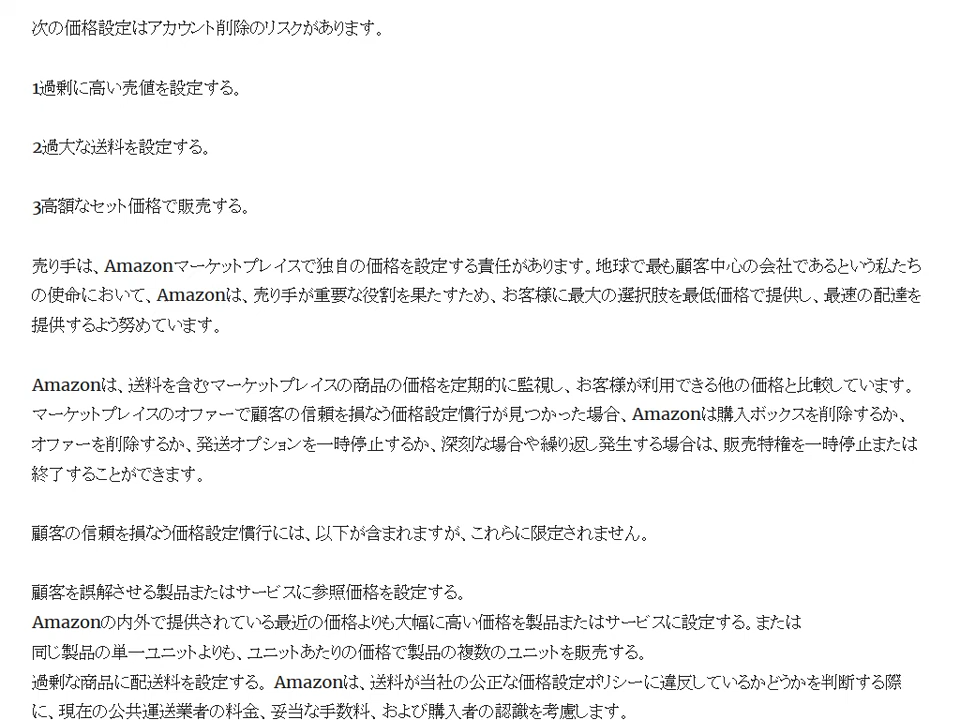 次の価格設定はアカウント削除のリスクがあります。
1過剰に高い売値を設定する。
2過大な送料を設定する。
3高額なセット価格で販売する。
売り手は、Amazonマーケットプレイスで独自の価格を設定する責任があります。地球で最も顧客中心の会社であるという私たち
の使命において、Amazonは、売り手が重要な役割を果たすため、お客様に最大の選択肢を最低価格で提供し、最速の配達を
提供するよう努めています。
Amazonは、送料を含むマーケットプレイスの商品の価格を定期的に監視し、お客様が利用できる他の価格と比較しています。
マーケットプレイスのオファーで顧客の信頼を損なう価格設定慣行が見つかった場合、Amazonは購入ボックスを削除するか、
オファーを削除するか、発送オプションを一時停止するか、深刻な場合や繰り返し発生する場合は、販売特権を一時停止または
終了することができます。
顧客の信頼を損なう価格設定慣行には、以下が含まれますが、これらに限定されません。
顧客を誤解させる製品またはサービスに参照価格を設定する。
Amazonの内外で提供されている最近の価格よりも大幅に高い価格を製品またはサービスに設定する。または
同じ製品の単一ユニットよりも、ユニットあたりの価格で製品の複数のユニットを販売する。
過剰な商品に配送料を設定する。 Amazonは、送料が当社の公正な価格設定ポリシーに違反しているかどうかを判断する際
に、現在の公共運送業者の料金、妥当な手数料、および購入者の認識を考慮します。